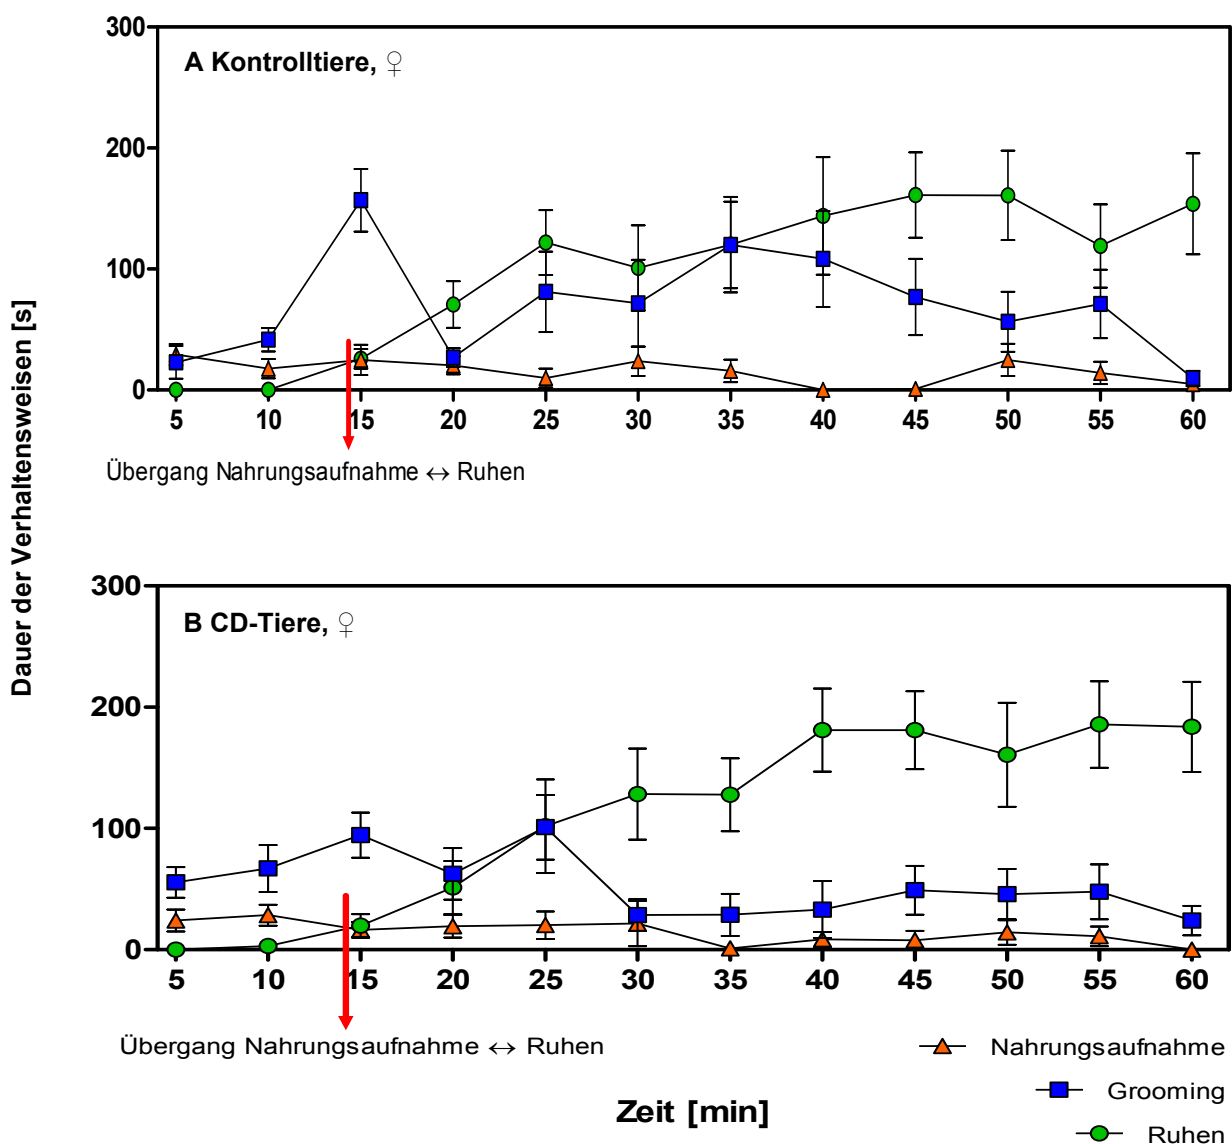 Dauer der Verhaltensweisen [s]
A Kontrolltiere, ♀
300
200
100
0
5 10 15 20 25 30 35 40 45 50 55 60
Übergang Nahrungsaufnahme ↔ Ruhen
B CD-Tiere, ♀
300
200
100
0
5 10 15 20 25 30 35 40 45 50 55 60
Übergang Nahrungsaufnahme ↔ Ruhen
Zeit [min]
Nahrungsaufnahme
Grooming
Ruhen